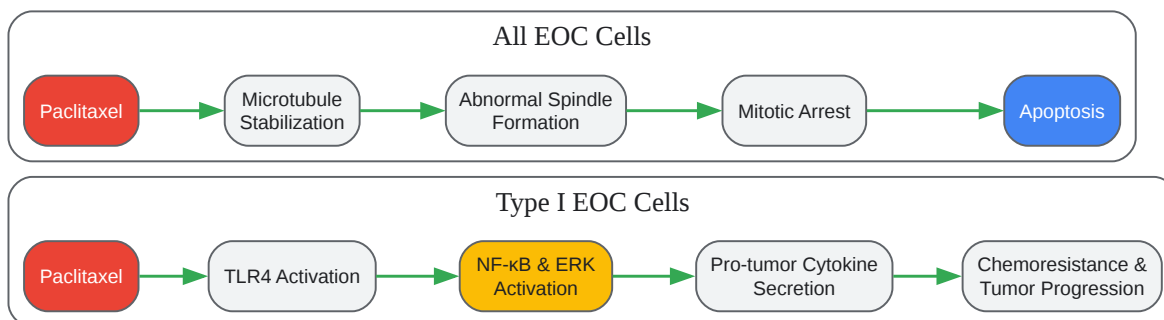 All EOC Cells
Paclitaxel
Microtubule
Stabilization
Abnormal Spindle
Formation
Mitotic Arrest
Apoptosis
Type I EOC Cells
Paclitaxel
TLR4 Activation
NF-κB & ERK
Activation
Pro-tumor Cytokine
Secretion
Chemoresistance &
Tumor Progression